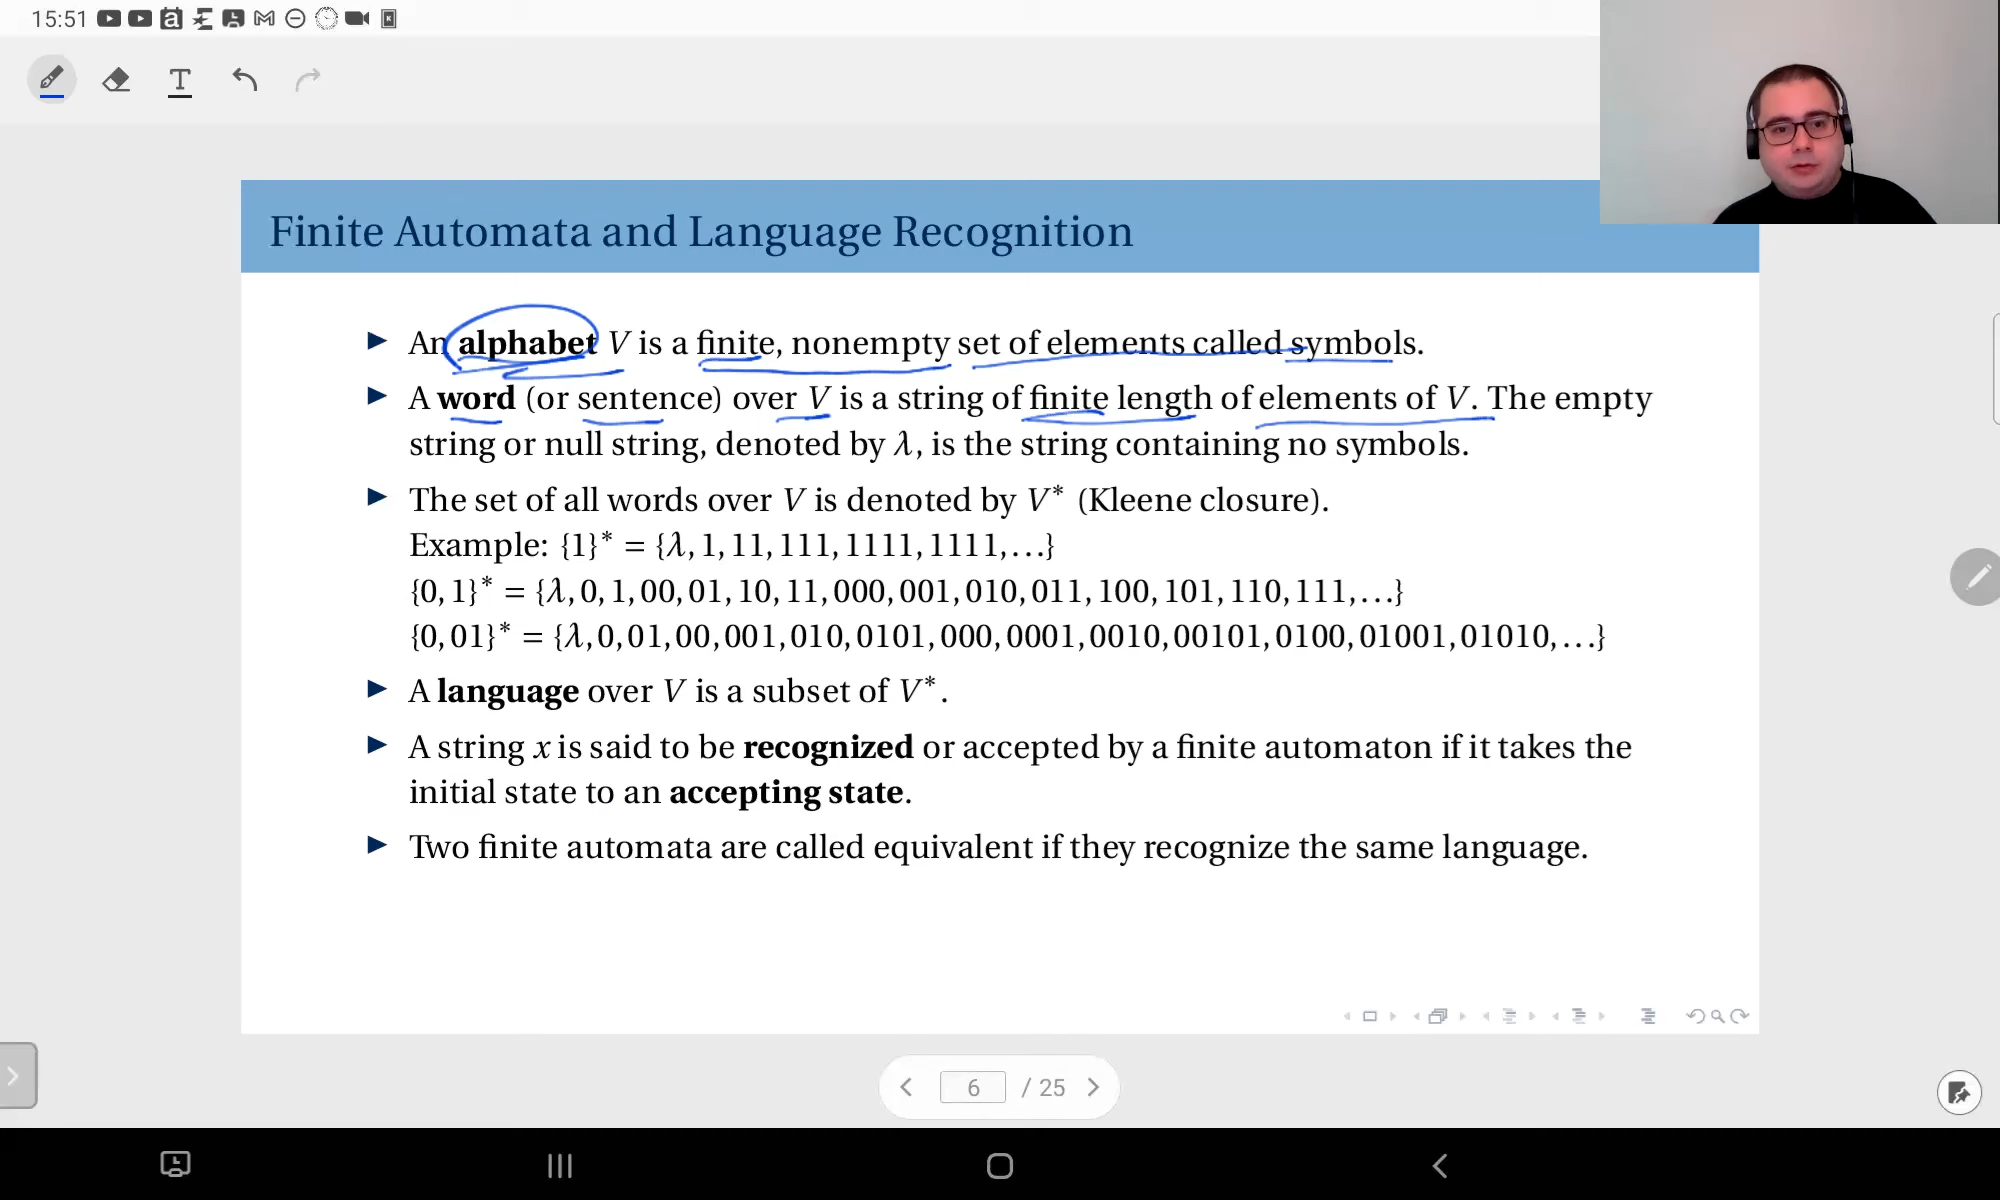 15:51
Finite Automata and Language Recognition
An alphabet V is a finite, nonempty set of elements called symbols.
A word (or sentence) over V is a string of finite length of elements of V. The empty
string or null string, denoted by λ, is the string containing no symbols.
The set of all words over V is denoted by V* (Kleene closure).
Example: {1}* = {λ, 1, 11, 111, 1111, 1111, ...}
{0, 1}* = {λ, 0, 1, 00, 01, 10, 11, 000, 001, 010, 011, 100, 101, 110, 111, ...}
{0, 01}* = {λ, 0, 01, 00, 001, 010, 0101, 000, 0001, 0010, 00101, 0100, 01001, 01010, ...}
A language over V is a subset of V*.
A string x is said to be recognized or accepted by a finite automaton if it takes the
initial state to an accepting state.
Two finite automata are called equivalent if they recognize the same language.
6 / 25